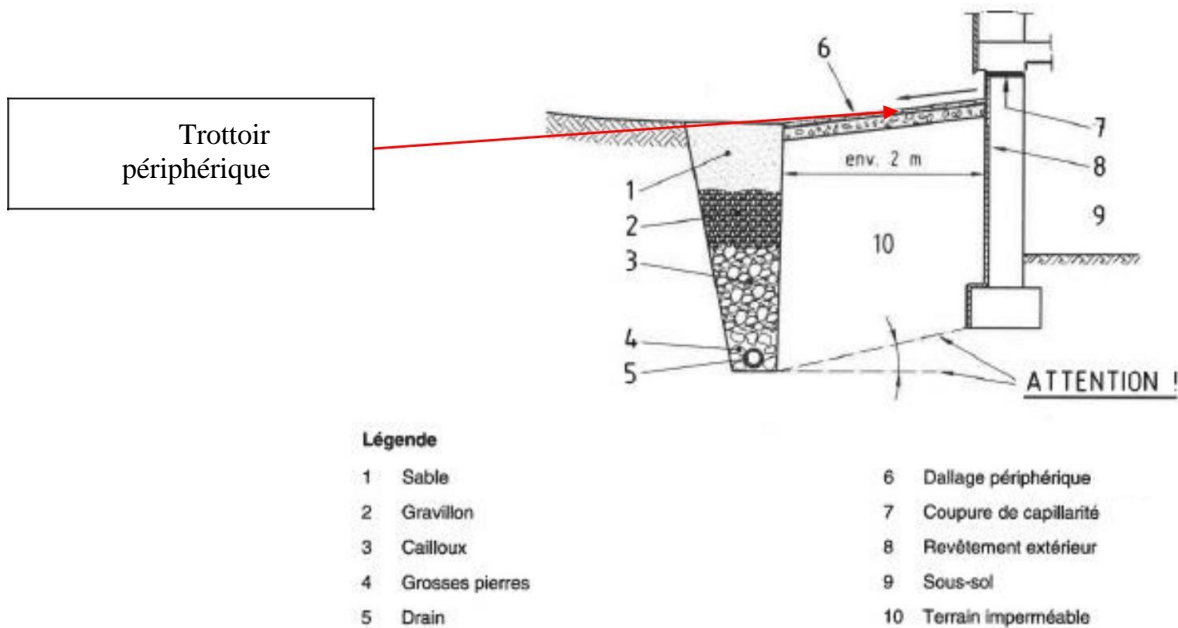 Trottoir
périphérique
6
7
env. 2 m
8
1
2
9
10
3
4
5
ATTENTION !
Légende
1 Sable
2 Gravillon
3 Cailloux
4 Grosses pierres
5 Drain
6 Dallage périphérique
7 Coupure de capillarité
8 Revêtement extérieur
9 Sous-sol
10 Terrain imperméable